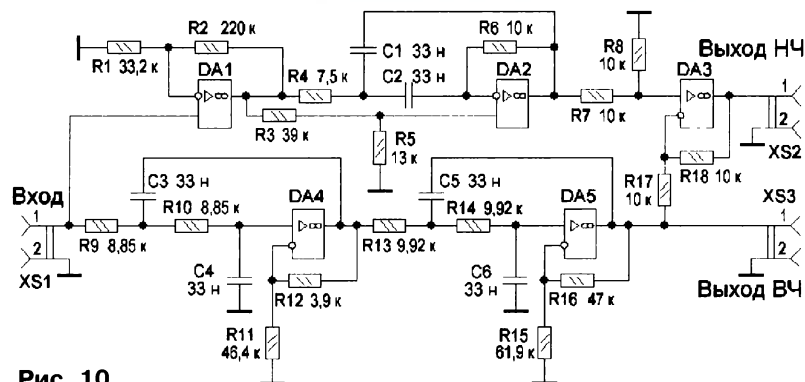 R2 220 к
R1 33,2 к
DA1
R4 7,5 к
R3 39 к
C1 33 н
C2 33 н
R6 10 к
DA2
R5
13 к
R7
10 к
R8
10 к
Выход НЧ
DA3
1
2
XS2
R18 10 к
R17
10 к
XS3
1
2
Выход ВЧ
Вход
1
2
XS1
R9 8,85 к
C3 33 н
R10 8,85 к
C4
33 н
DA4
R12 3,9 к
R11
46,4 к
R13 9,92 к
C5 33 н
R14 9,92 к
C6
33 н
DA5
R16 47 к
R15
61,9 к
Рис. 10